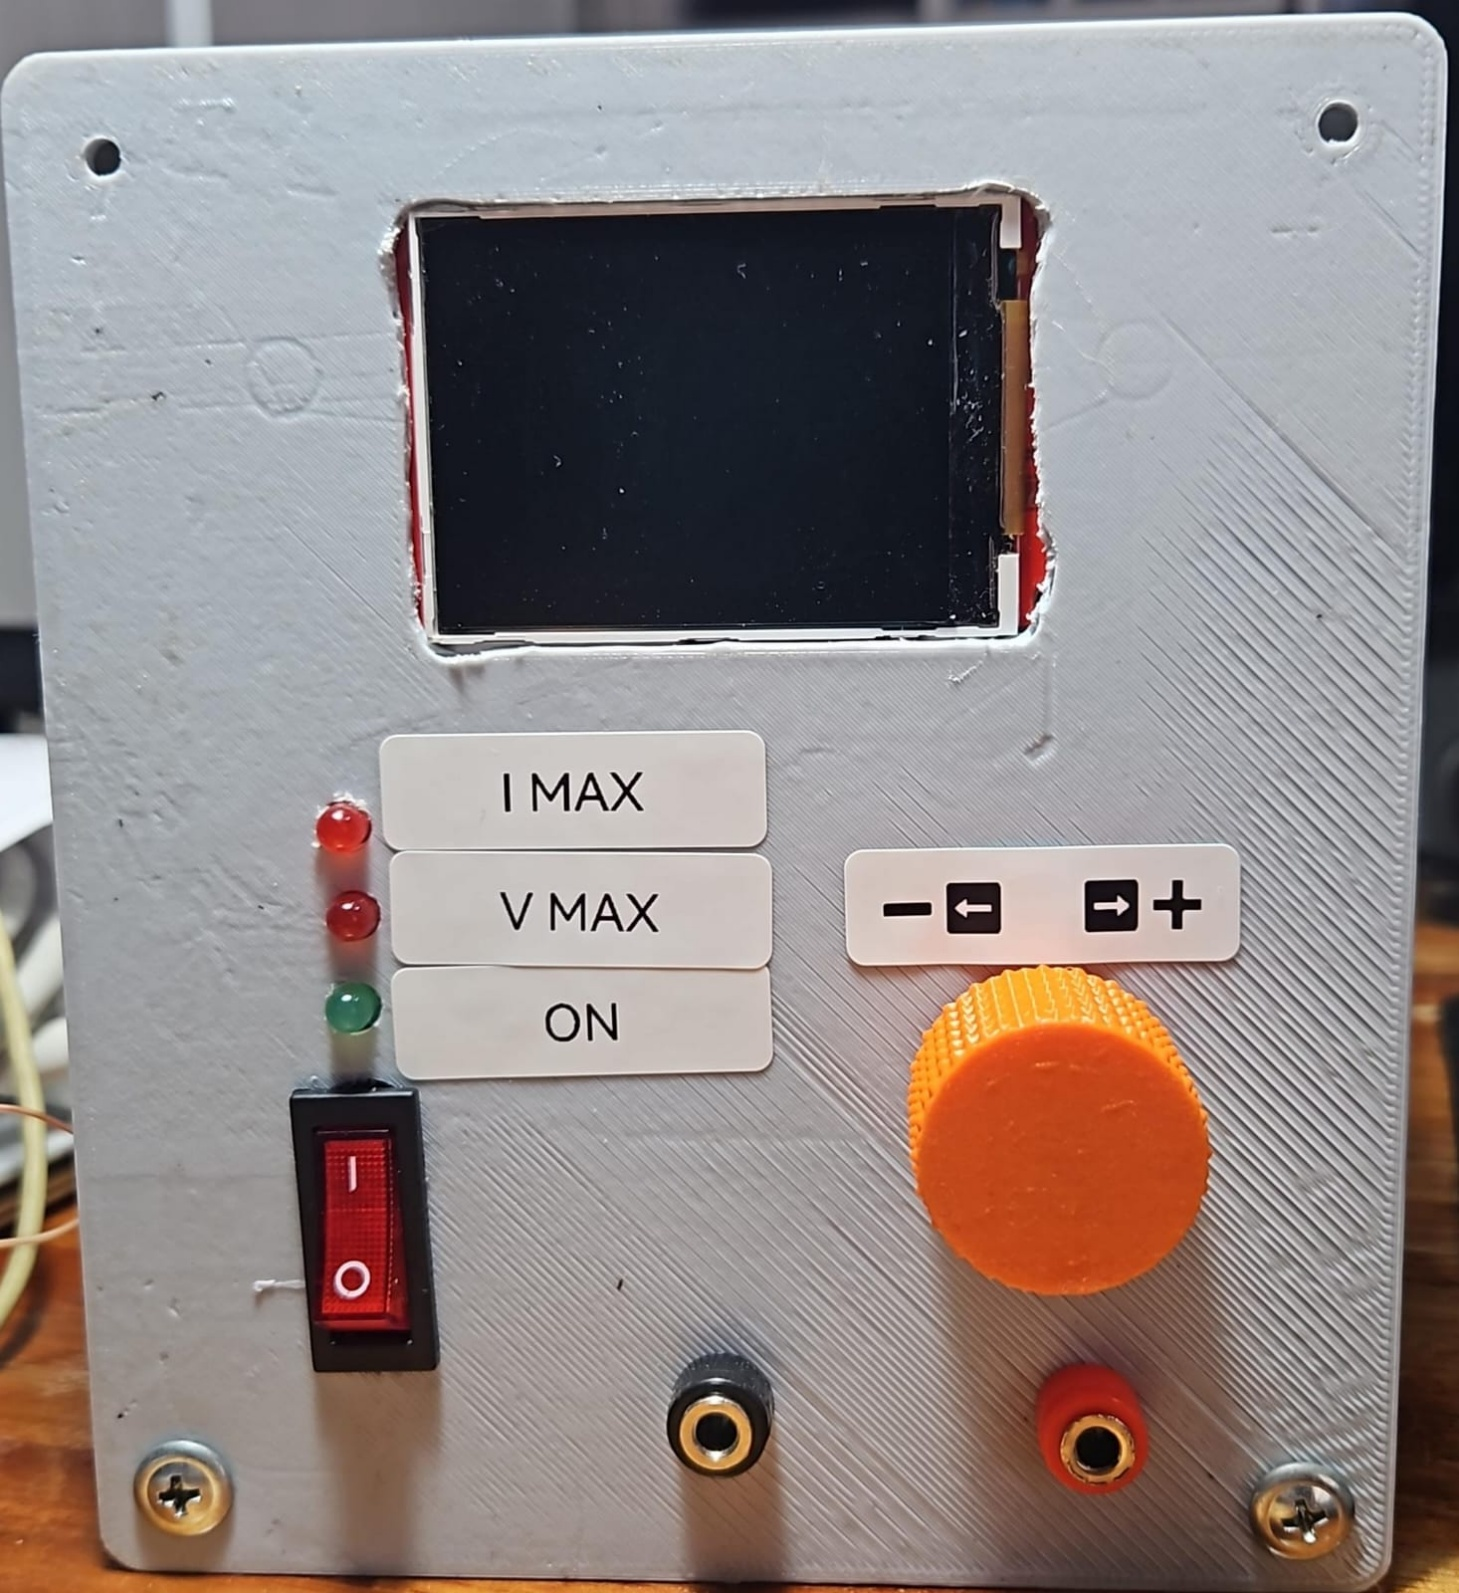 I MAX
V MAX
− ← → +
ON
I
O